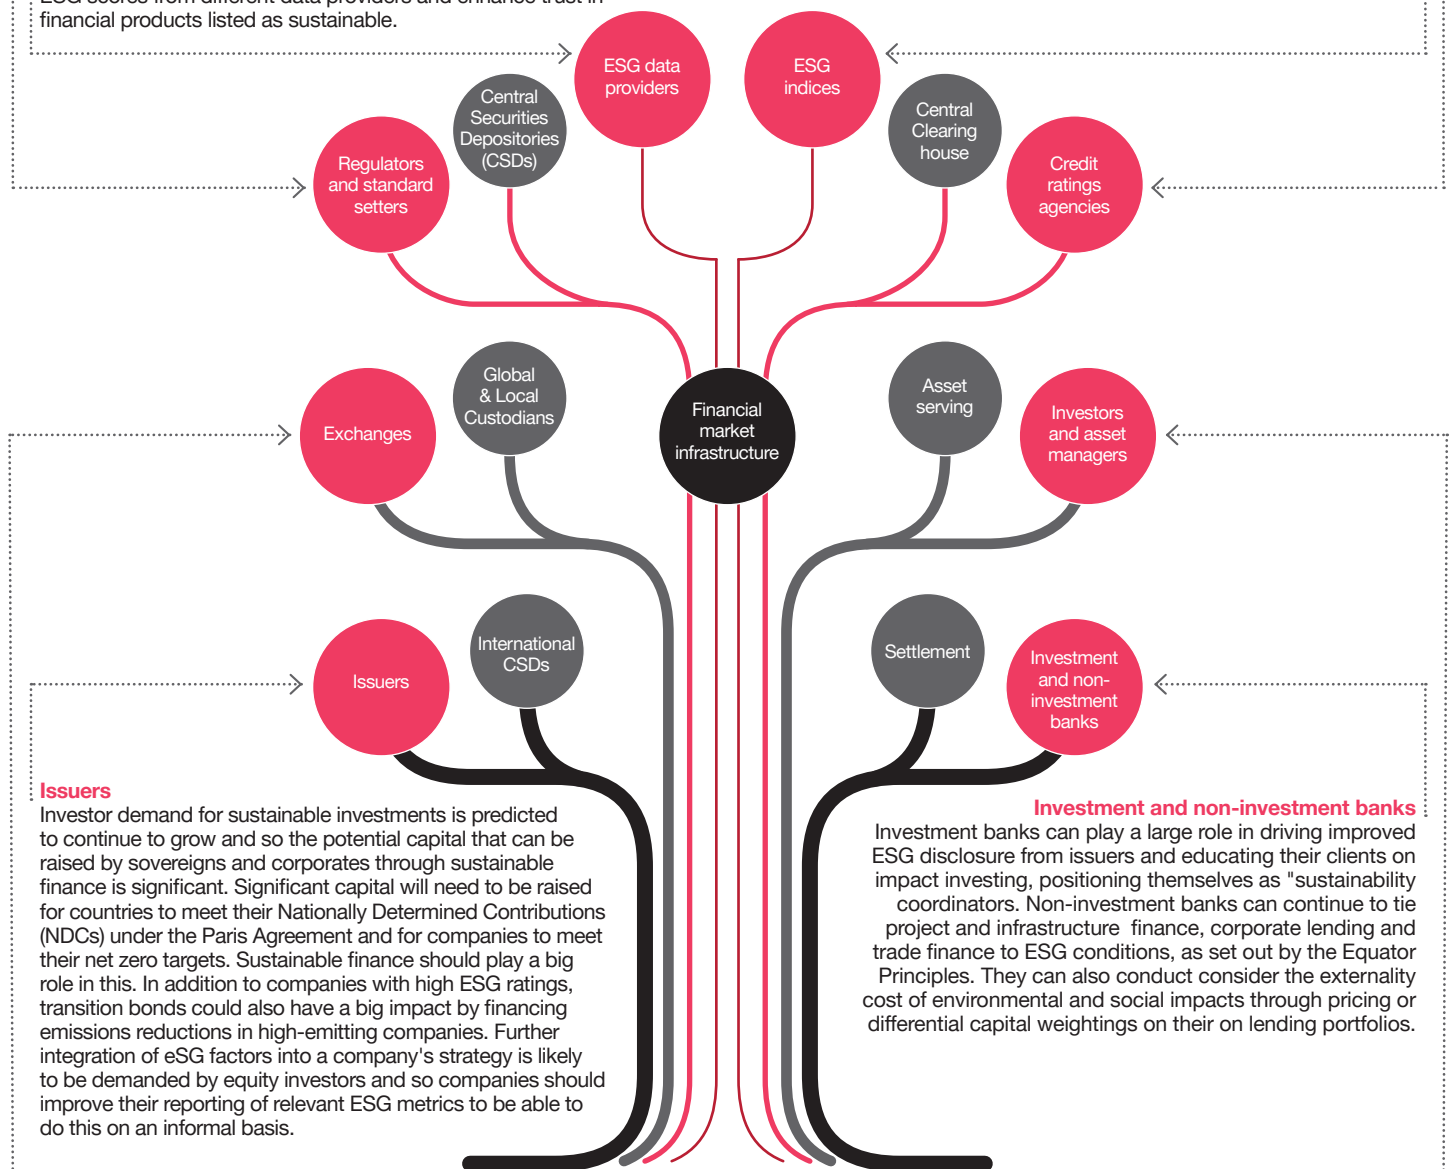 ESG scores from different data providers and enhance trust in
financial products listed as sustainable.
ESG data
providers
ESG
indices
Central
Securities
Depositories
(CSDs)
Central
Clearing
house
Regulators
and standard
setters
Credit
ratings
agencies
Exchanges
Global
& Local
Custodians
Financial
market
infrastructure
Asset
serving
Investors
and asset
managers
Issuers
International
CSDs
Settlement
Investment
and non-
investment
banks
Issuers
Investor demand for sustainable investments is predicted
to continue to grow and so the potential capital that can be
raised by sovereigns and corporates through sustainable
finance is significant. Significant capital will need to be raised
for countries to meet their Nationally Determined Contributions
(NDCs) under the Paris Agreement and for companies to meet
their net zero targets. Sustainable finance should play a big
role in this. In addition to companies with high ESG ratings,
transition bonds could also have a big impact by financing
emissions reductions in high-emitting companies. Further
integration of eSG factors into a company's strategy is likely
to be demanded by equity investors and so companies should
improve their reporting of relevant ESG metrics to be able to
do this on an informal basis.
Investment and non-investment banks
Investment banks can play a large role in driving improved
ESG disclosure from issuers and educating their clients on
impact investing, positioning themselves as "sustainability
coordinators. Non-investment banks can continue to tie
project and infrastructure finance, corporate lending and
trade finance to ESG conditions, as set out by the Equator
Principles. They can also conduct consider the externality
cost of environmental and social impacts through pricing or
differential capital weightings on their on lending portfolios.